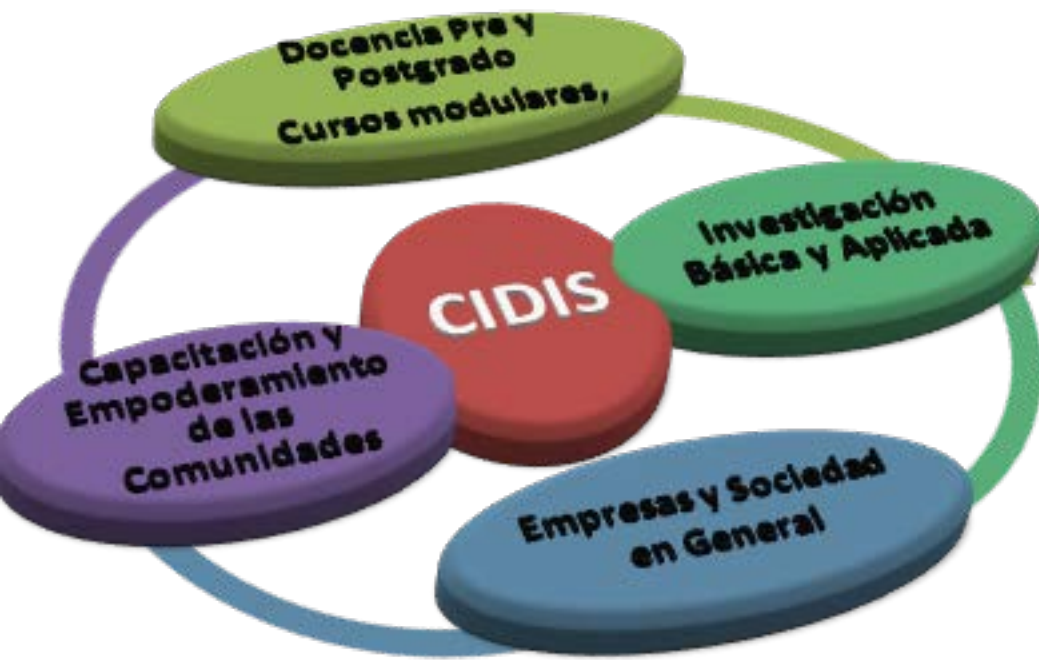 Docencia Pre y
Postgrado
Cursos modulares,
Investigación
Básica y Aplicada
CIDIS
Capacitación y
Empoderamiento
de las
Comunidades
Empresas y Sociedad
en General